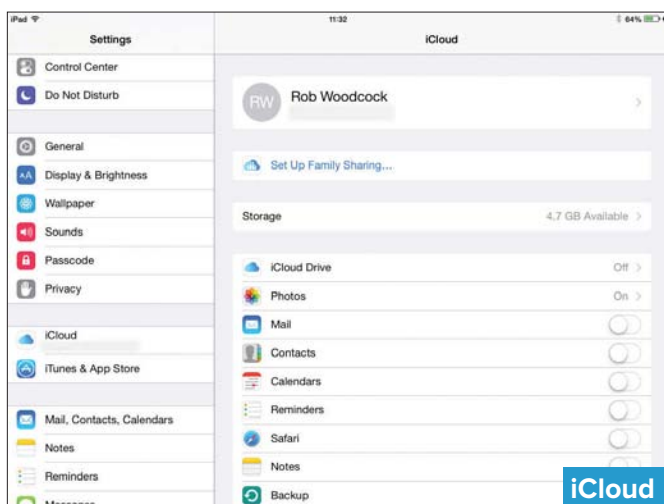 iPad
11:32
64%
Settings
iCloud
Control Center
Do Not Disturb
General
Display & Brightness
Wallpaper
Sounds
Passcode
Privacy
iCloud
iTunes & App Store
Mail, Contacts, Calendars
Notes
Reminders
Messages
RW
Rob Woodcock
Set Up Family Sharing...
Storage 4.7 GB Available
iCloud Drive Off
Photos On
Mail
Contacts
Calendars
Reminders
Safari
Notes
Backup
iCloud